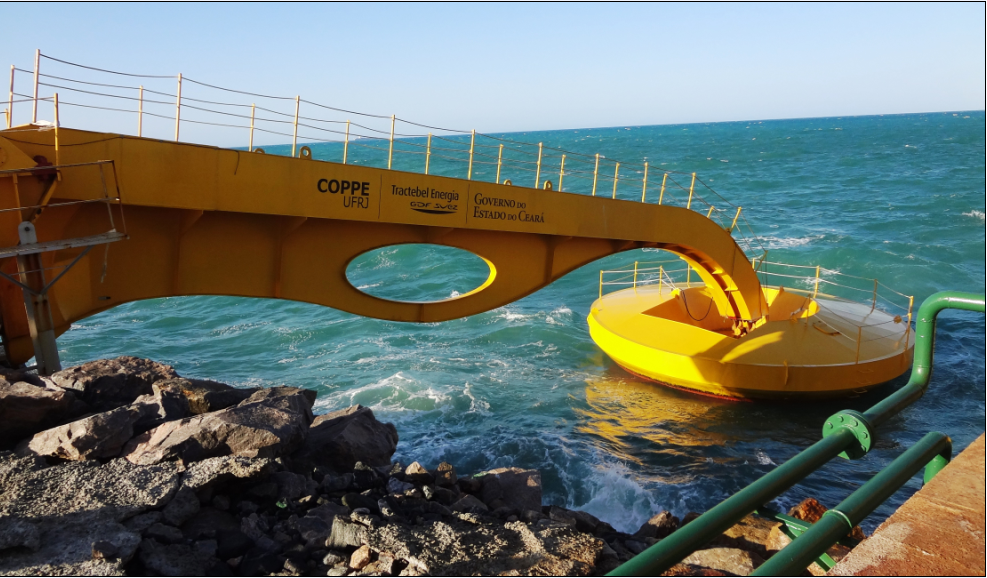 COPPE
UFRJ
Tractebel Energia
GDF SUEZ
GOVERNO DO
ESTADO DO CEARÁ